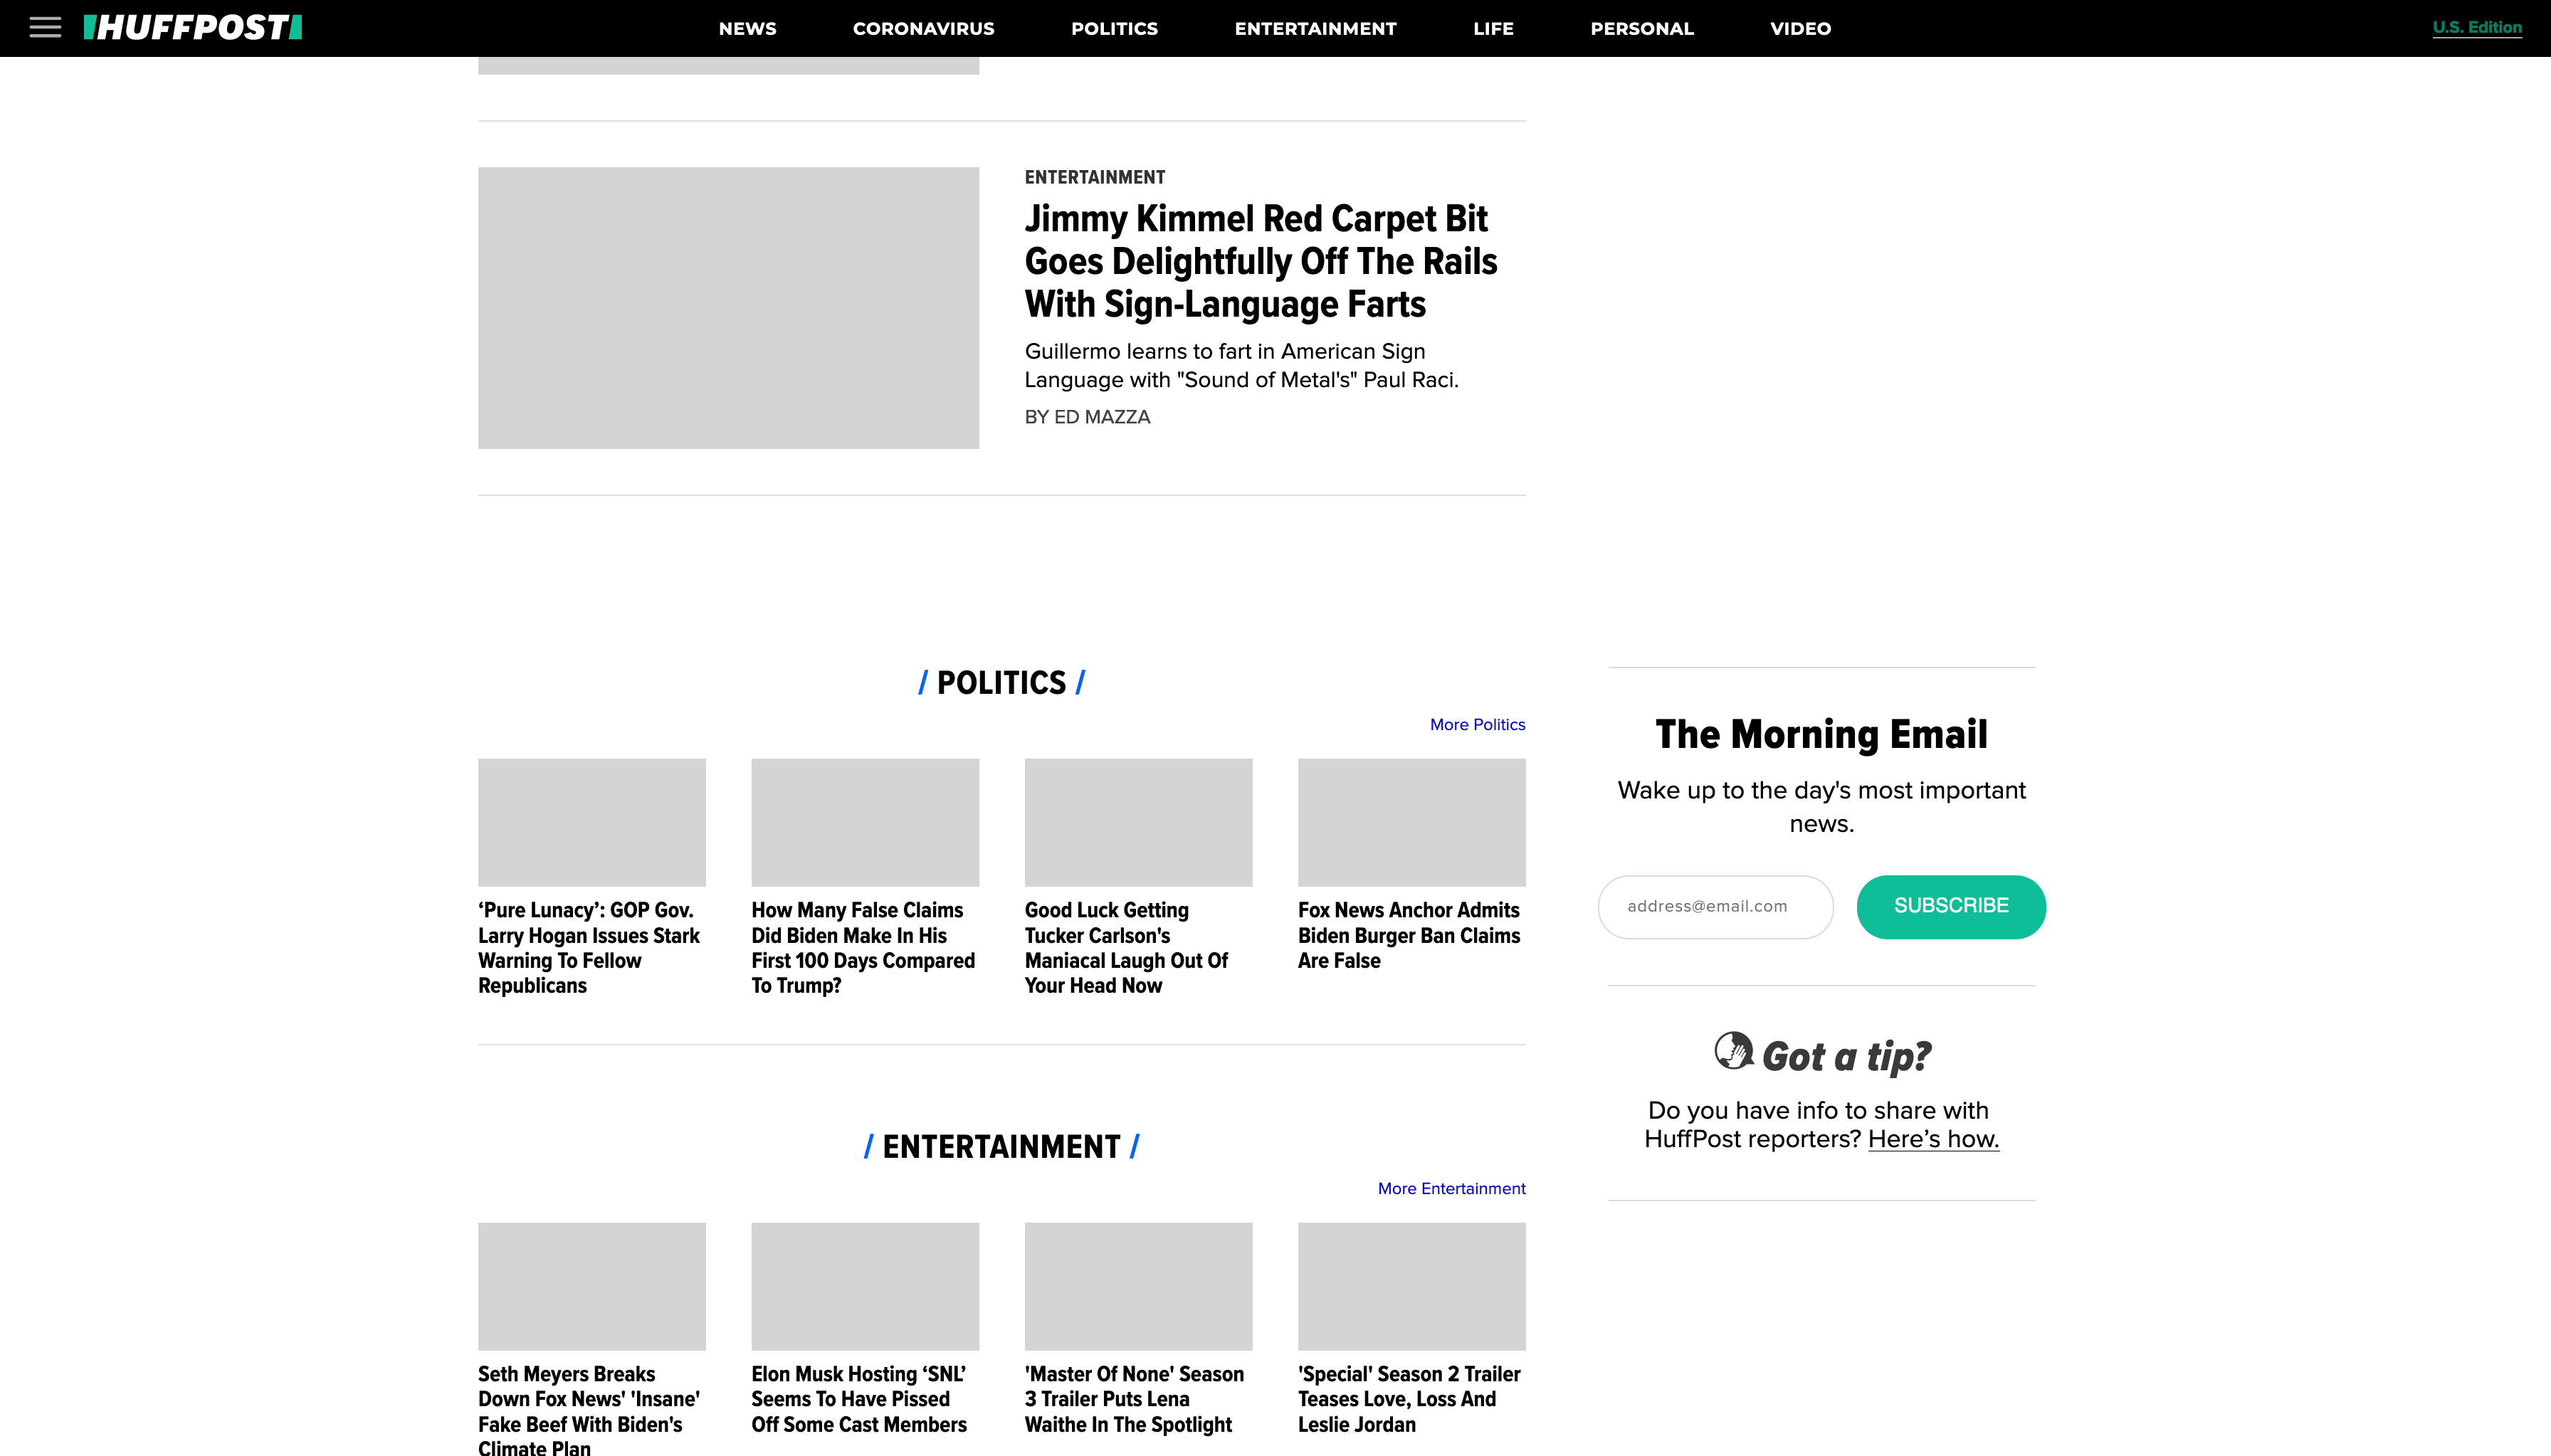 HUFFPOST
NEWS
CORONAVIRUS
POLITICS
ENTERTAINMENT
LIFE
PERSONAL
VIDEO
U.S. Edition
ENTERTAINMENT
Jimmy Kimmel Red Carpet Bit
Goes Delightfully Off The Rails
With Sign-Language Farts
Guillermo learns to fart in American Sign
Language with "Sound of Metal's" Paul Raci.
BY ED MAZZA
/ POLITICS /
More Politics
‘Pure Lunacy’: GOP Gov.
Larry Hogan Issues Stark
Warning To Fellow
Republicans
How Many False Claims
Did Biden Make In His
First 100 Days Compared
To Trump?
Good Luck Getting
Tucker Carlson's
Maniacal Laugh Out Of
Your Head Now
Fox News Anchor Admits
Biden Burger Ban Claims
Are False
/ ENTERTAINMENT /
More Entertainment
Seth Meyers Breaks
Down Fox News' 'Insane'
Fake Beef With Biden's
Climate Plan
Elon Musk Hosting ‘SNL’
Seems To Have Pissed
Off Some Cast Members
'Master Of None' Season
3 Trailer Puts Lena
Waithe In The Spotlight
'Special' Season 2 Trailer
Teases Love, Loss And
Leslie Jordan
The Morning Email
Wake up to the day's most important
news.
address@email.com
SUBSCRIBE
Got a tip?
Do you have info to share with
HuffPost reporters? Here’s how.